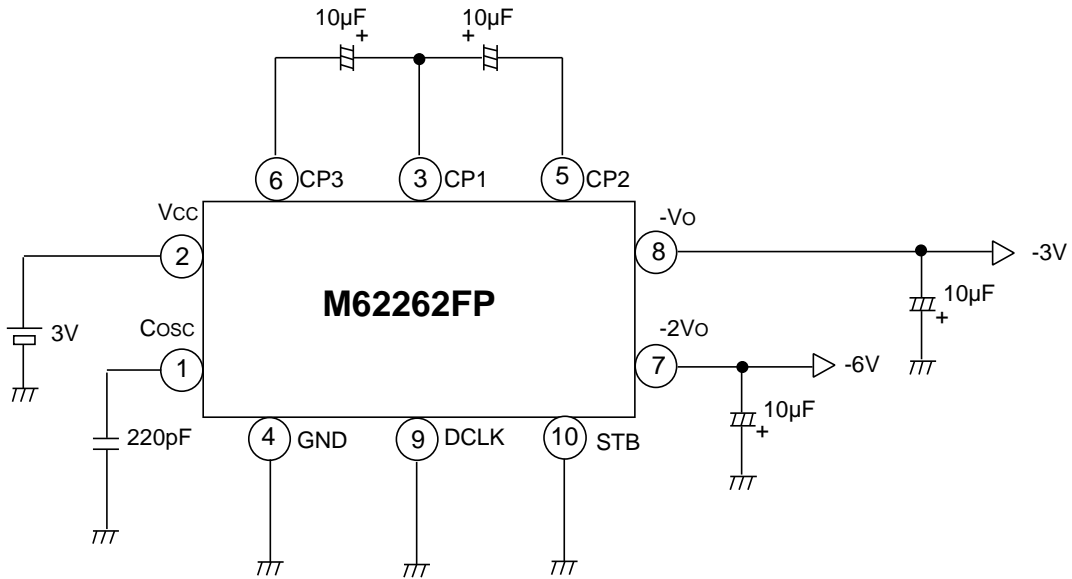 10µF
+
10µF
+
6
CP3
3
CP1
5
CP2
VCC
2
-VO
8
-3V
M62262FP
10µF
+
3V
COSC
1
-2VO
7
-6V
10µF
+
220pF
4
GND
9
DCLK
10
STB